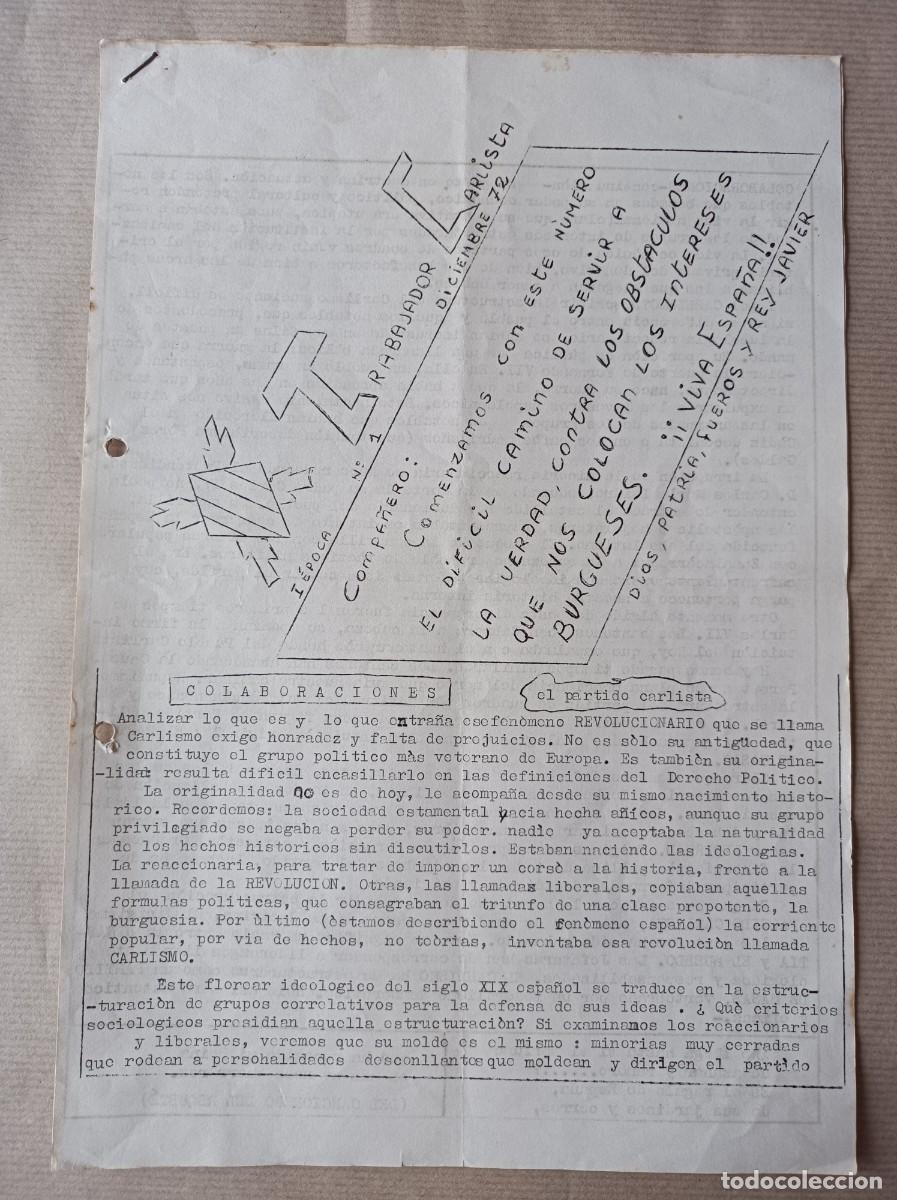 EL TRABAJADOR CARLISTA
I ÉPOCA Nº 1 DICIEMBRE 72
COMPAÑERO:
COMENZAMOS CON ESTE NÙMERO
EL DIFICIL CAMINO DE SERVIR A
LA VERDAD, CONTRA LOS OBSTACULOS
QUE NOS COLOCAN LOS INTERESES
BURGUESES. ¡¡ VIVA ESPAÑA!!
DIOS, PATRIA, FUEROS Y REY JAVIER
COLABORACIONES
el partido carlista
Analizar lo que es y lo que entraña esefenòmeno REVOLUCIONARIO que se llama
Carlismo exige honradez y falta de prejuicios. No es sòlo su antigüedad, que
constituye el grupo politico màs veterano de Europa. Es tambièn su origina-
-lidad: resulta dificil encasillarlo en las definiciones del Derecho Politico.
La originalidad no es de hoy, le acompaña desde su mismo nacimiento histo-
rico. Recordemos: la sociedad estamental yacia hecha añicos, aunque su grupo
privilegiado se negaba a perder su poder. nadie ya aceptaba la naturalidad
de los hechos historicos sin discutirlos. Estaban naciendo las ideologias.
La reaccionaria, para tratar de imponer un corsè a la historia, frente a la
llamada de la REVOLUCION. Otras, las llamadas liberales, copiaban aquellas
formulas politicas, que consagraban el triunfo de una clase prepotente, la
burguesia. Por ùltimo (èstamos describiendo el fenòmeno español) la corriente
popular, por via de hechos, no teòrias, inventaba esa revoluciòn llamada
CARLISMO.
Este florear ideologico del siglo XIX español se traduce en la estruc-
-turaciòn de grupos correlativos para la defensa de sus ideas . ¿ Què criterios
sociologicos presidian aquella estructuraciòn? Si examinamos los reaccionarios
y liberales, veremos que su molde es el mismo : minorias muy cerradas
que rodean a personalidades desconllantes que moldean y dirigen el partido
todocoleccion.net